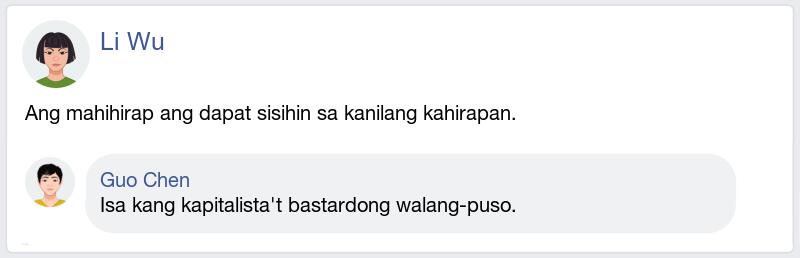 Li Wu
Ang mahihirap ang dapat sisihin sa kanilang kahirapan.
Guo Chen
Isa kang kapitalista't bastardong walang-puso.